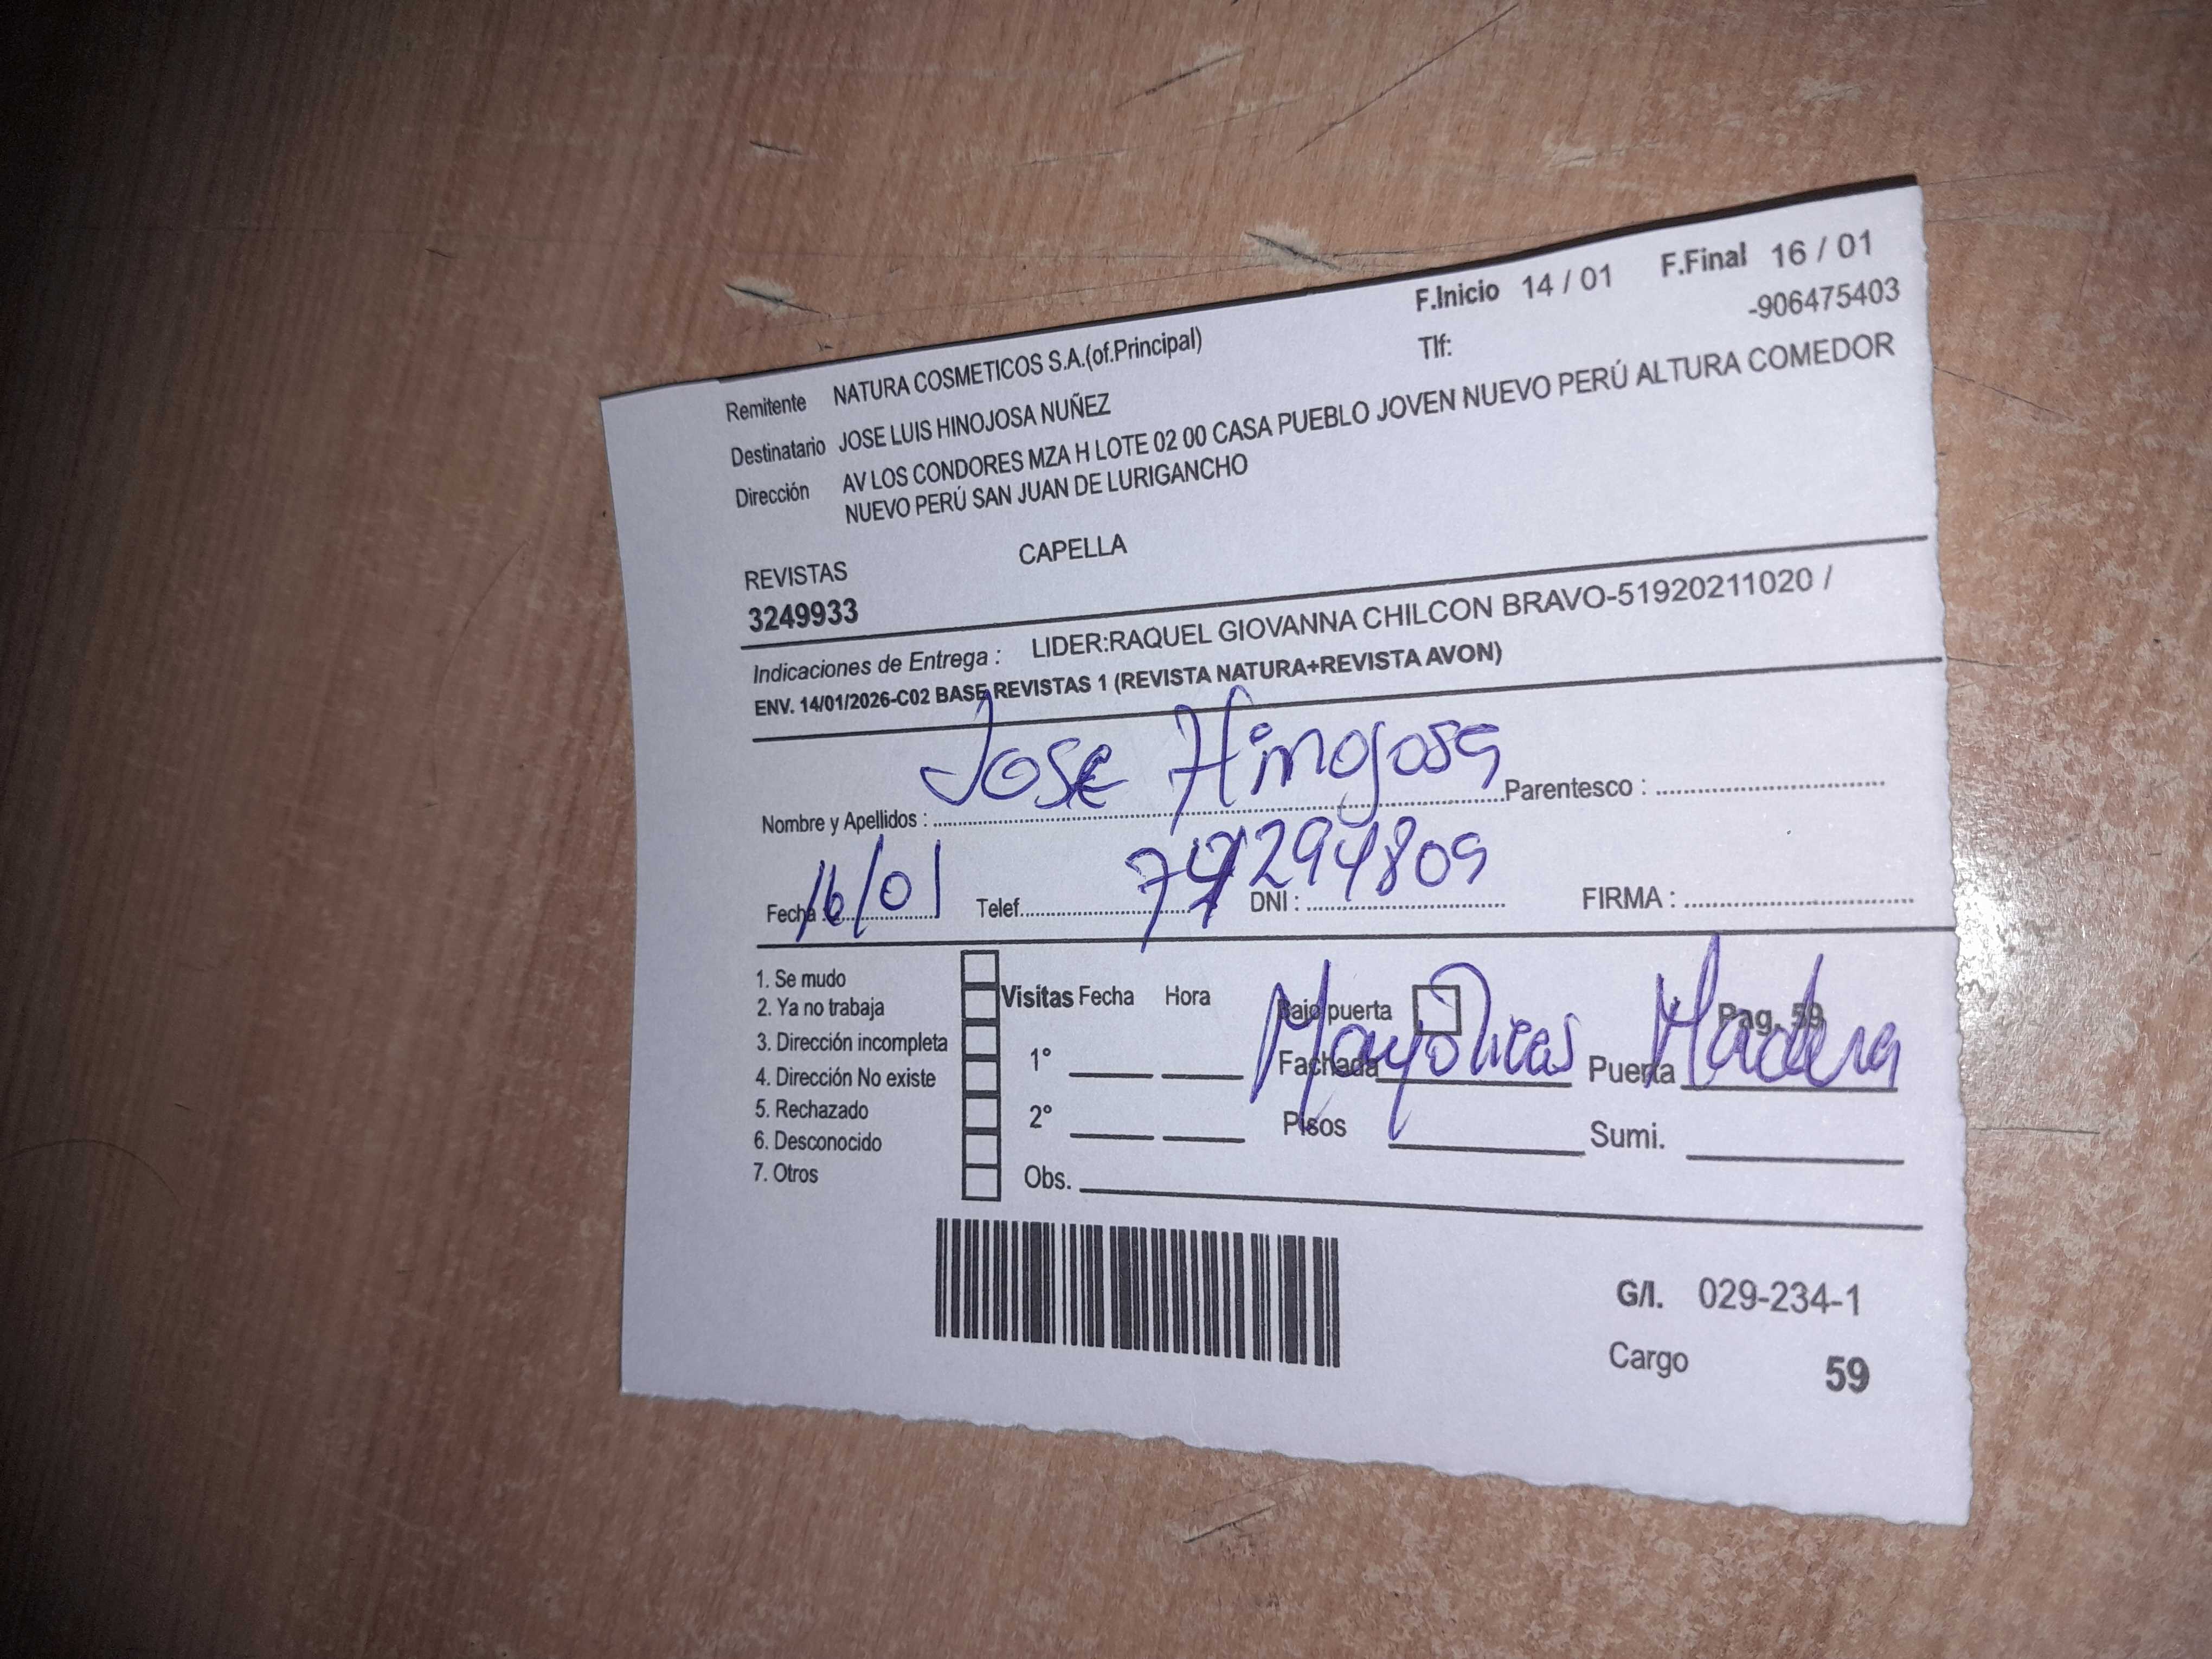 F.Inicio 14 / 01 F.Final 16 / 01
Remitente NATURA COSMETICOS S.A.(of.Principal) Tlf: -906475403
Destinatario JOSE LUIS HINOJOSA NUÑEZ
Dirección AV LOS CONDORES MZA H LOTE 02 00 CASA PUEBLO JOVEN NUEVO PERÚ ALTURA COMEDOR
NUEVO PERÚ SAN JUAN DE LURIGANCHO
REVISTAS CAPELLA
3249933
Indicaciones de Entrega : LIDER:RAQUEL GIOVANNA CHILCON BRAVO-51920211020 /
ENV. 14/01/2026-C02 BASE REVISTAS 1 (REVISTA NATURA+REVISTA AVON)
Nombre y Apellidos : Jose Hinojosa Parentesco :
Fecha : 16/01 Telef. DNI : FIRMA :
1. Se mudo
2. Ya no trabaja
3. Dirección incompleta
4. Dirección No existe
5. Rechazado
6. Desconocido
7. Otros
Visitas Fecha Hora
1°
2°
Obs.
Bajo puerta Pag. 59
Fachada Mayolicas Puerta Madera
Pisos Sumi.
G/I. 029-234-1
Cargo 59